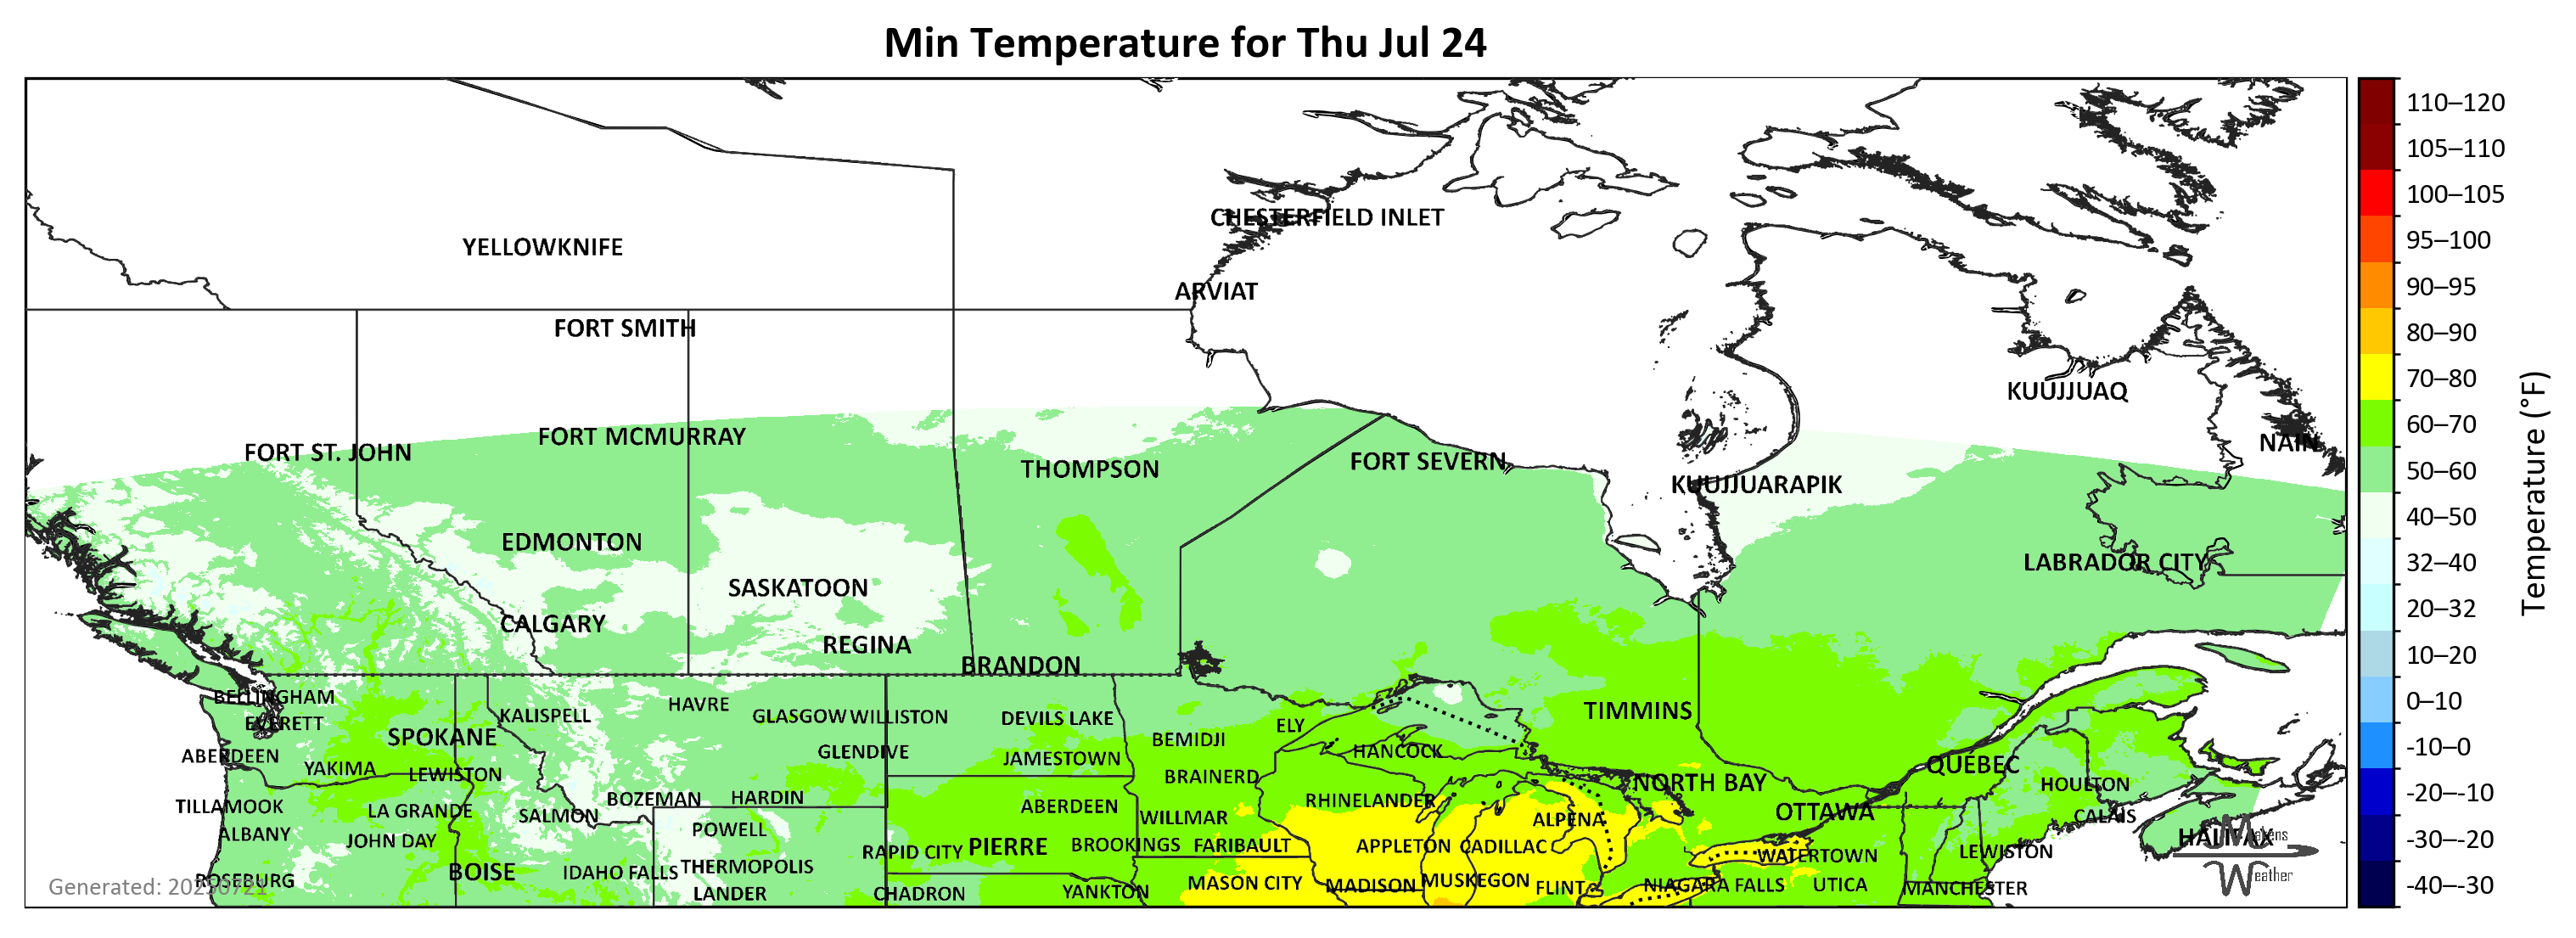 Min Temperature for Thu Jul 24
110–120
105–110
100–105
95–100
90–95
80–90
70–80
60–70
50–60
40–50
32–40
20–32
10–20
0–10
-10–0
-20–-10
-30–-20
-40–-30
Temperature (°F)
CHESTERFIELD INLET
YELLOWKNIFE
ARVIAT
FORT SMITH
KUUJJUAQ
FORT MCMURRAY
NAIN
FORT ST. JOHN
FORT SEVERN
THOMPSON
KUUJJUARAPIK
EDMONTON
LABRADOR CITY
SASKATOON
CALGARY
REGINA
BRANDON
BELLINGHAM
HAVRE
TIMMINS
KALISPELL
GLASGOW
WILLISTON
DEVILS LAKE
EVERETT
ELY
SPOKANE
BEMIDJI
ABERDEEN
GLENDIVE
JAMESTOWN
HANCOCK
QUÉBEC
YAKIMA
LEWISTON
BRAINERD
NORTH BAY
HOULTON
BOZEMAN
HARDIN
RHINELANDER
TILLAMOOK
LA GRANDE
SALMON
ABERDEEN
WILLMAR
ALPENA
OTTAWA
CALAIS
ALBANY
JOHN DAY
POWELL
HALIFAX
Makens
Weather
RAPID CITY
PIERRE
BROOKINGS
FARIBAULT
APPLETON
CADILLAC
WATERTOWN
LEWISTON
BOISE
IDAHO FALLS
THERMOPOLIS
ROSEBURG
MASON CITY
MADISON
MUSKEGON
FLINT
NIAGARA FALLS
UTICA
MANCHESTER
LANDER
CHADRON
YANKTON
Generated: 20250721